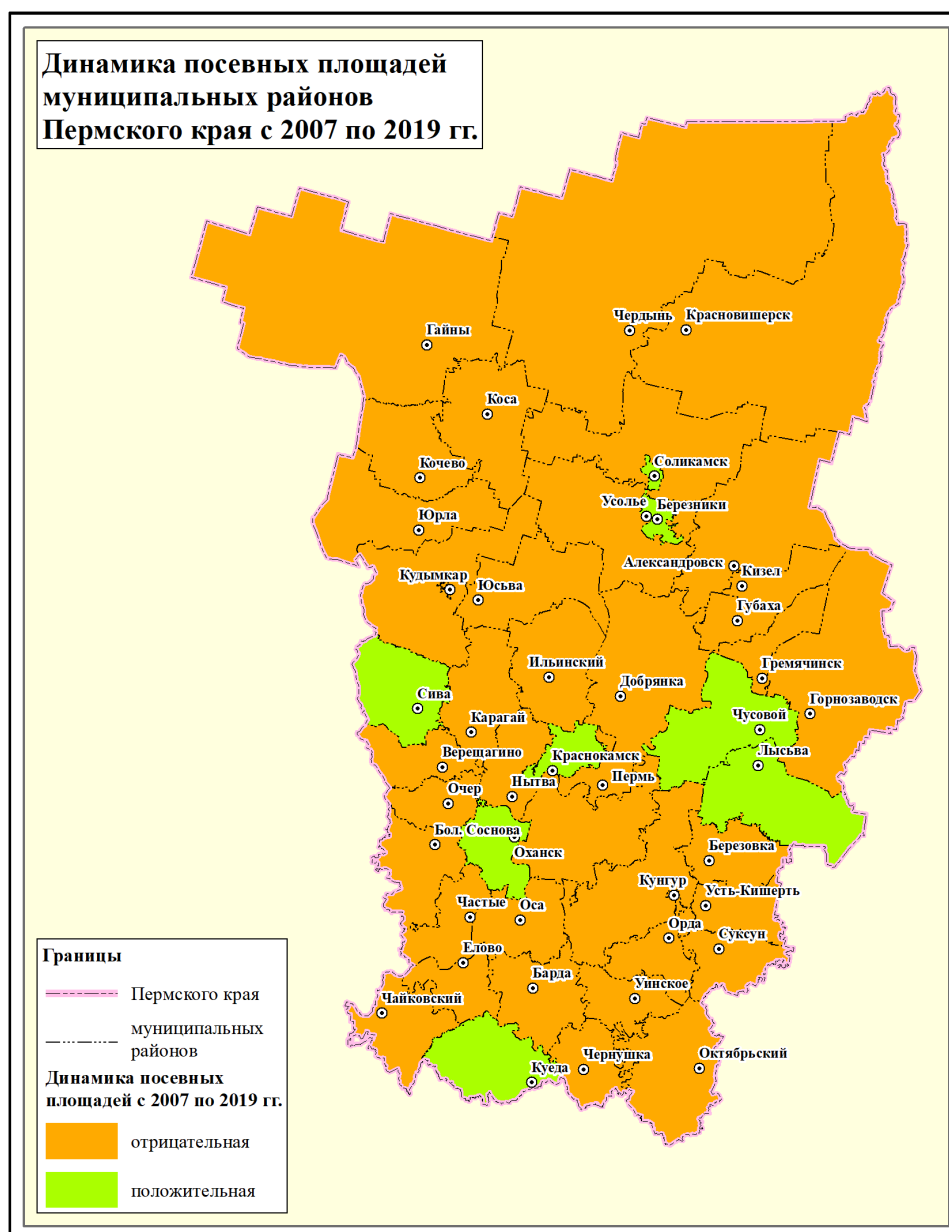 Динамика посевных площадей
муниципальных районов
Пермского края с 2007 по 2019 гг.
Чердынь
Красновишерск
Гайны
Коса
Соликамск
Кочево
Усолье
Березники
Юрла
Александровск
Кизел
Кудымкар
Юсьва
Губаха
Ильинский
Гремячинск
Добрянка
Сива
Горнозаводск
Карагай
Чусовой
Верещагино
Краснокамск
Лысьва
Нытва
Пермь
Очер
Бол. Соснова
Оханск
Березовка
Кунгур
Усть-Кишерть
Частые
Оса
Орда
Суксун
Елово
Барда
Уинское
Чайковский
Чернушка
Октябрьский
Куеда
Границы
Пермского края
муниципальных
районов
Динамика посевных
площадей с 2007 по 2019 гг.
отрицательная
положительная